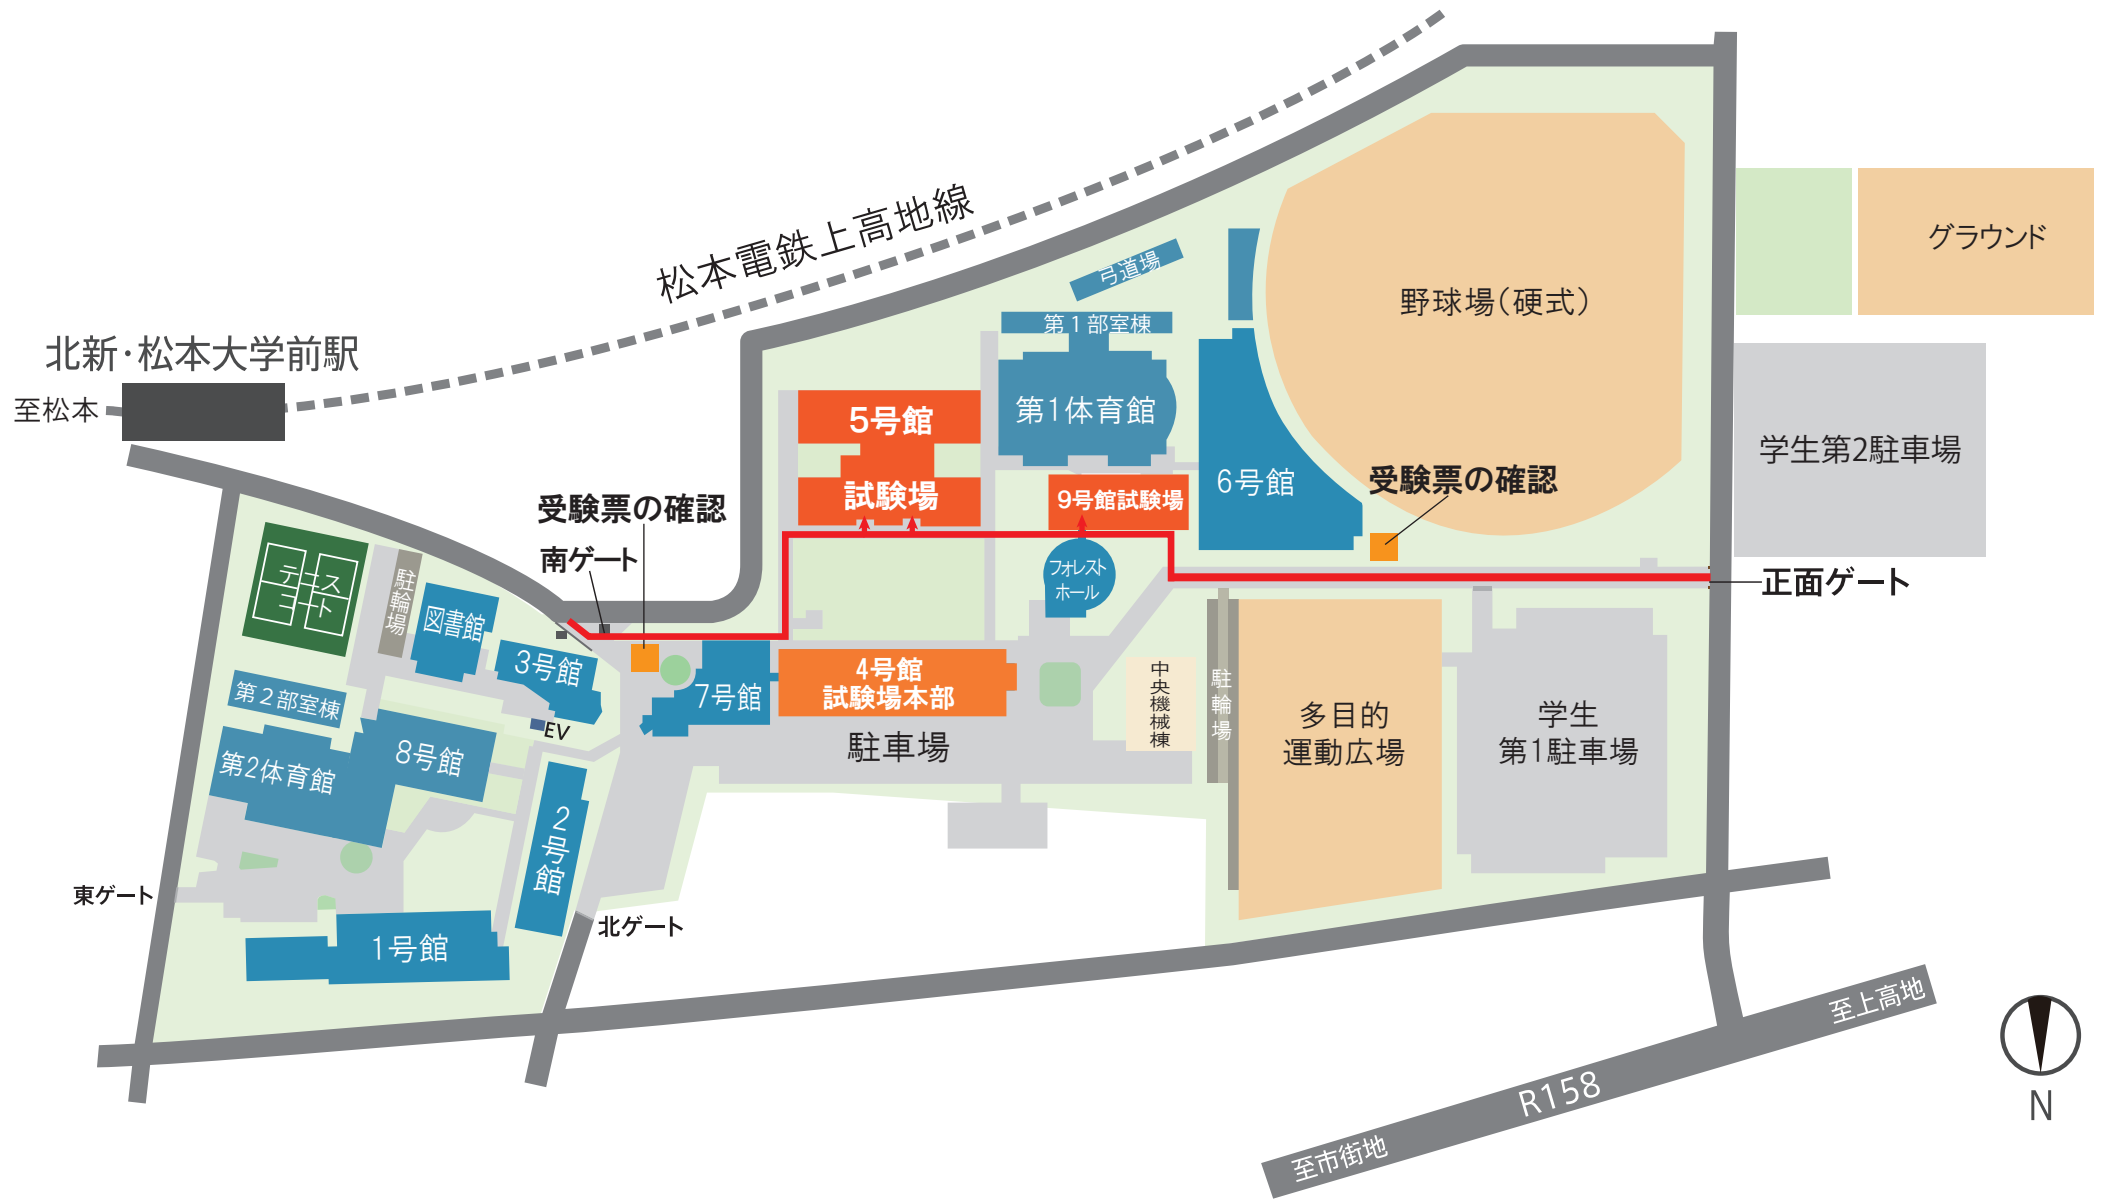 松本電鉄上高地線
北新・松本大学前駅
至松本
グラウンド
弓道場
第1部室棟
野球場(硬式)
第1体育館
5号館
試験場
9号館試験場
6号館
受験票の確認
学生第2駐車場
受験票の確認
南ゲート
正面ゲート
テニス
コート
駐輪場
図書館
3号館
フォレスト
ホール
7号館
4号館
試験場本部
中央機械棟
駐輪場
第2部室棟
EV
第2体育館
8号館
駐車場
多目的
運動広場
学生
第1駐車場
2号館
東ゲート
北ゲート
1号館
至上高地
R158
至市街地
N